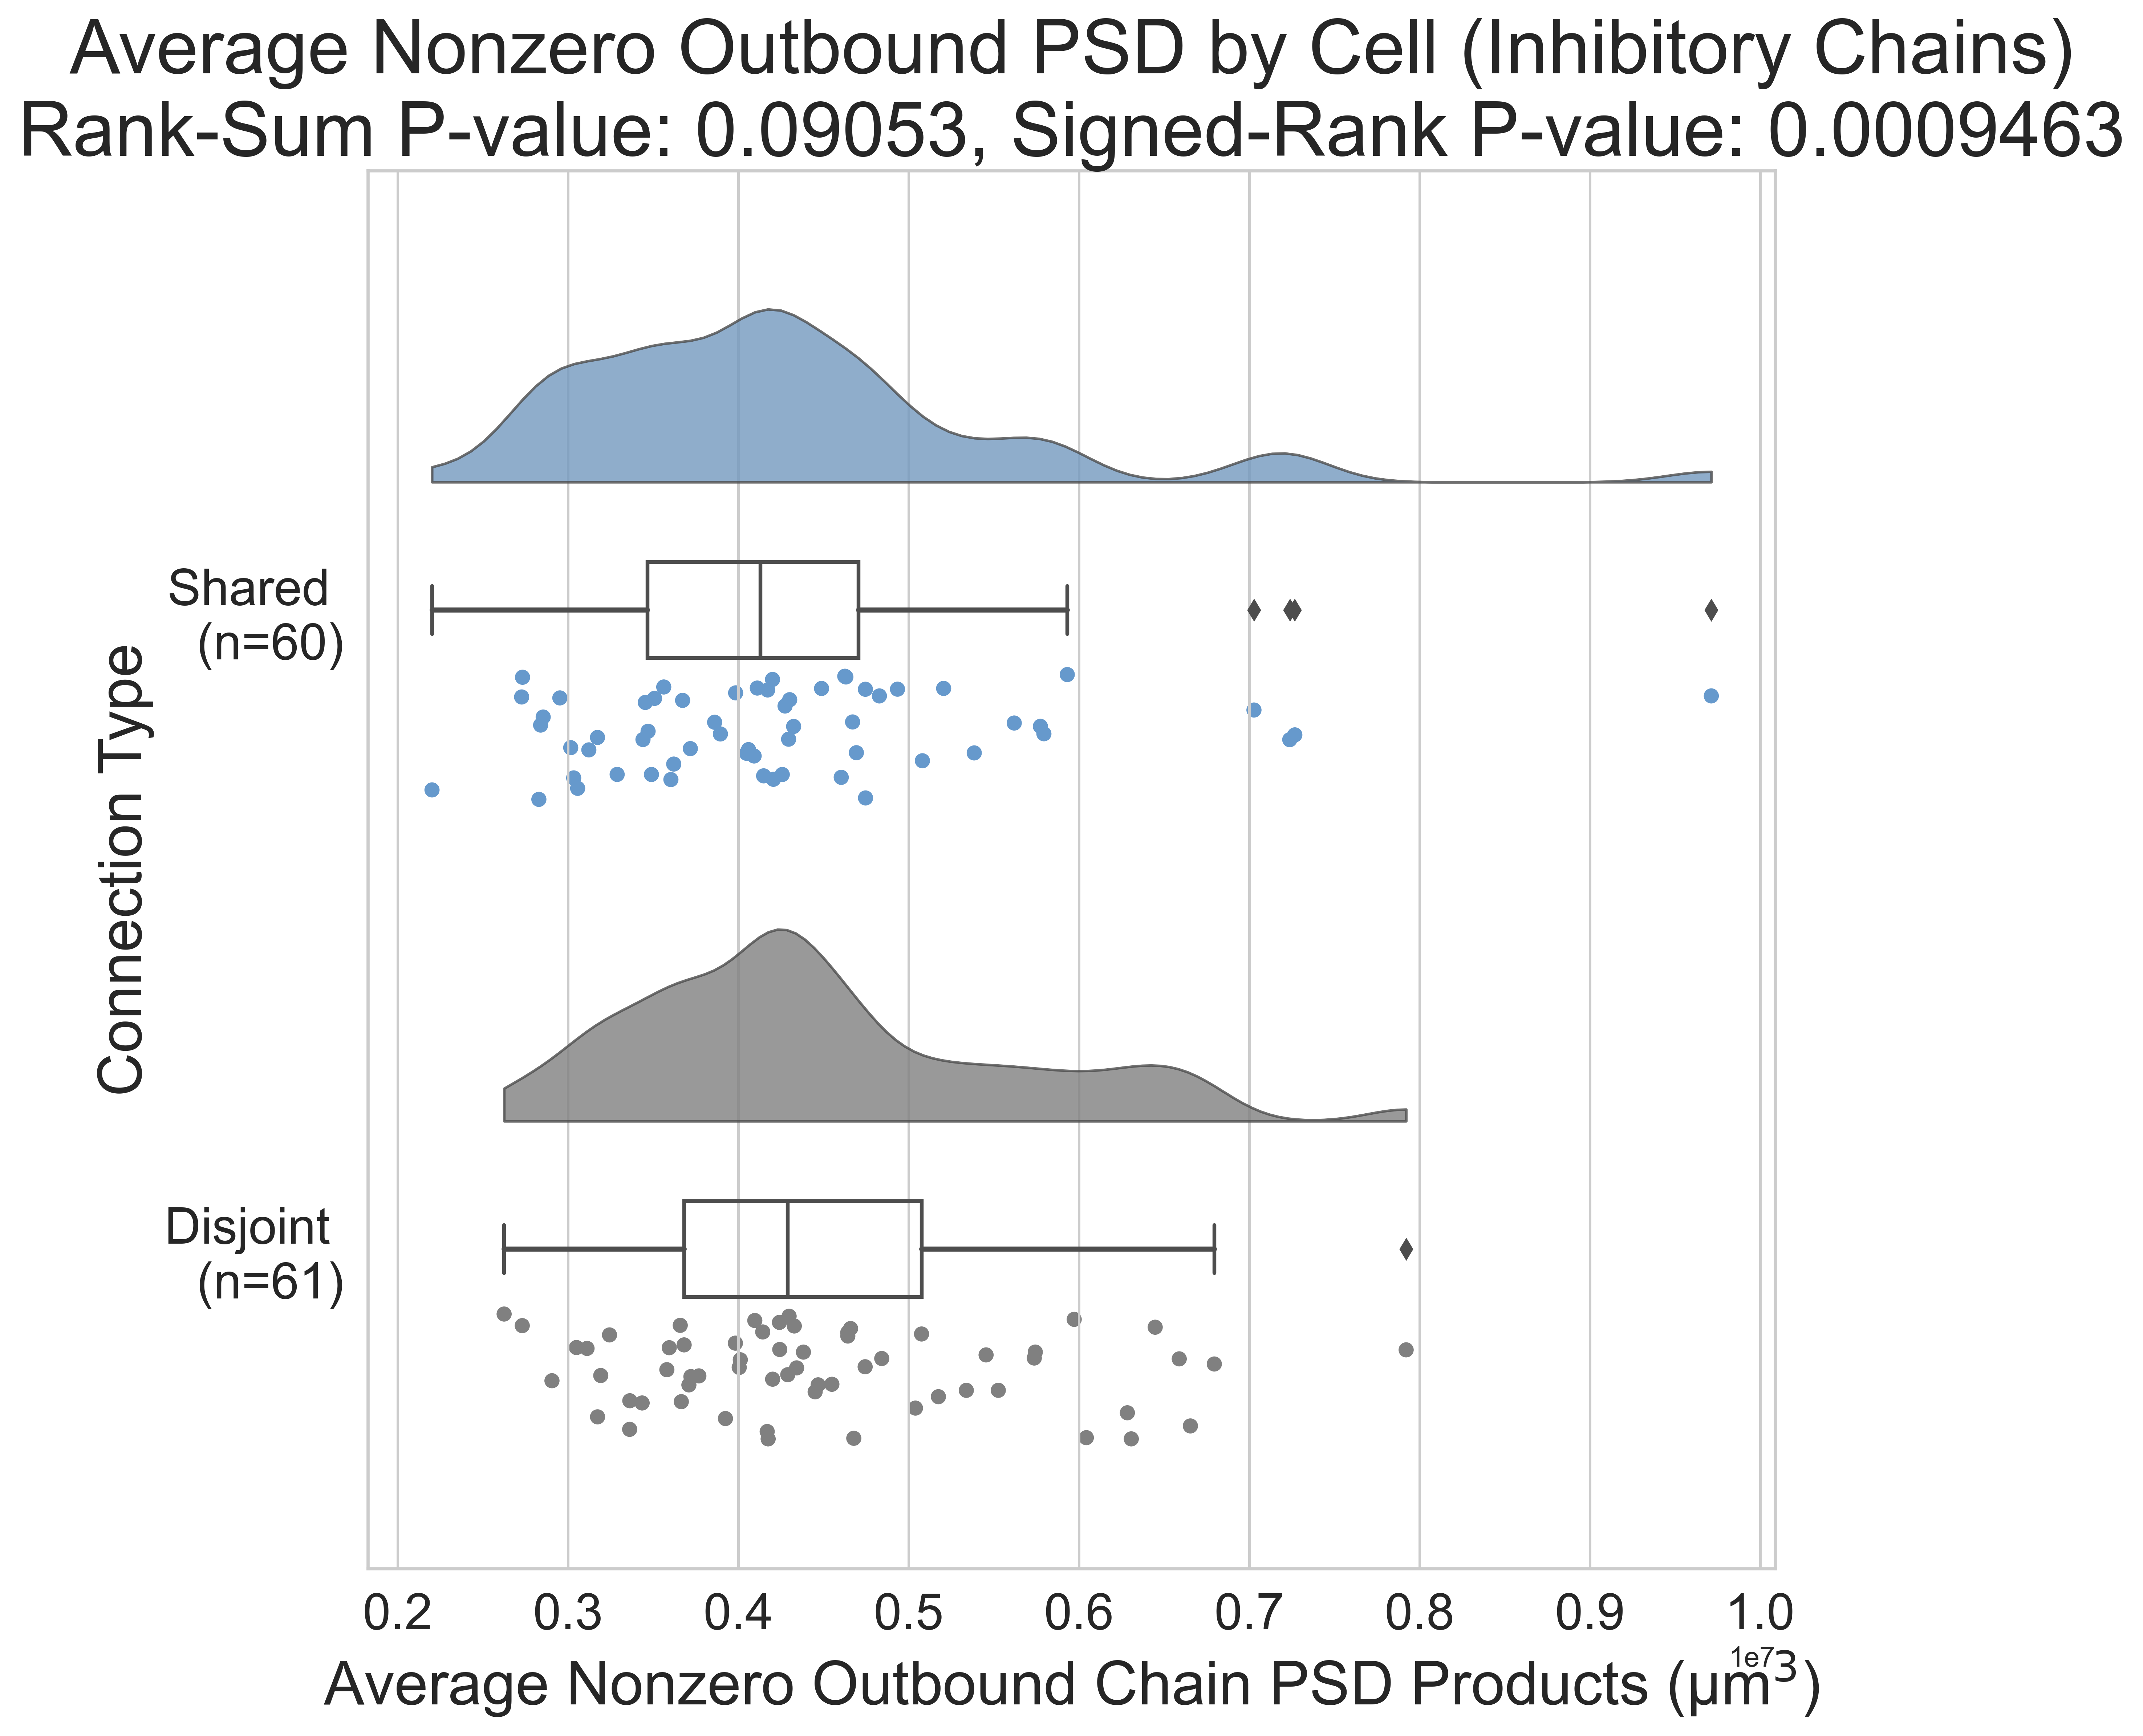 Average Nonzero Outbound PSD by Cell (Inhibitory Chains)
Rank-Sum P-value: 0.09053, Signed-Rank P-value: 0.0009463
Connection Type
Shared
(n=60)
Disjoint
(n=61)
0.2 0.3 0.4 0.5 0.6 0.7 0.8 0.9 1.0
1e7
Average Nonzero Outbound Chain PSD Products (μm³)